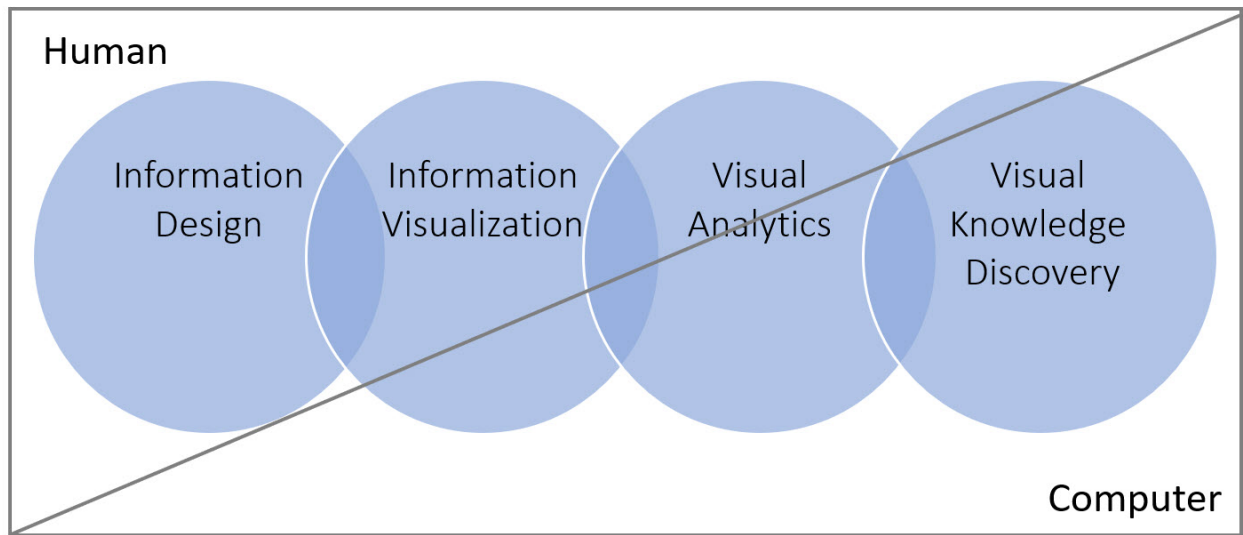 Human
Information
Design
Information
Visualization
Visual
Analytics
Visual
Knowledge
Discovery
Computer